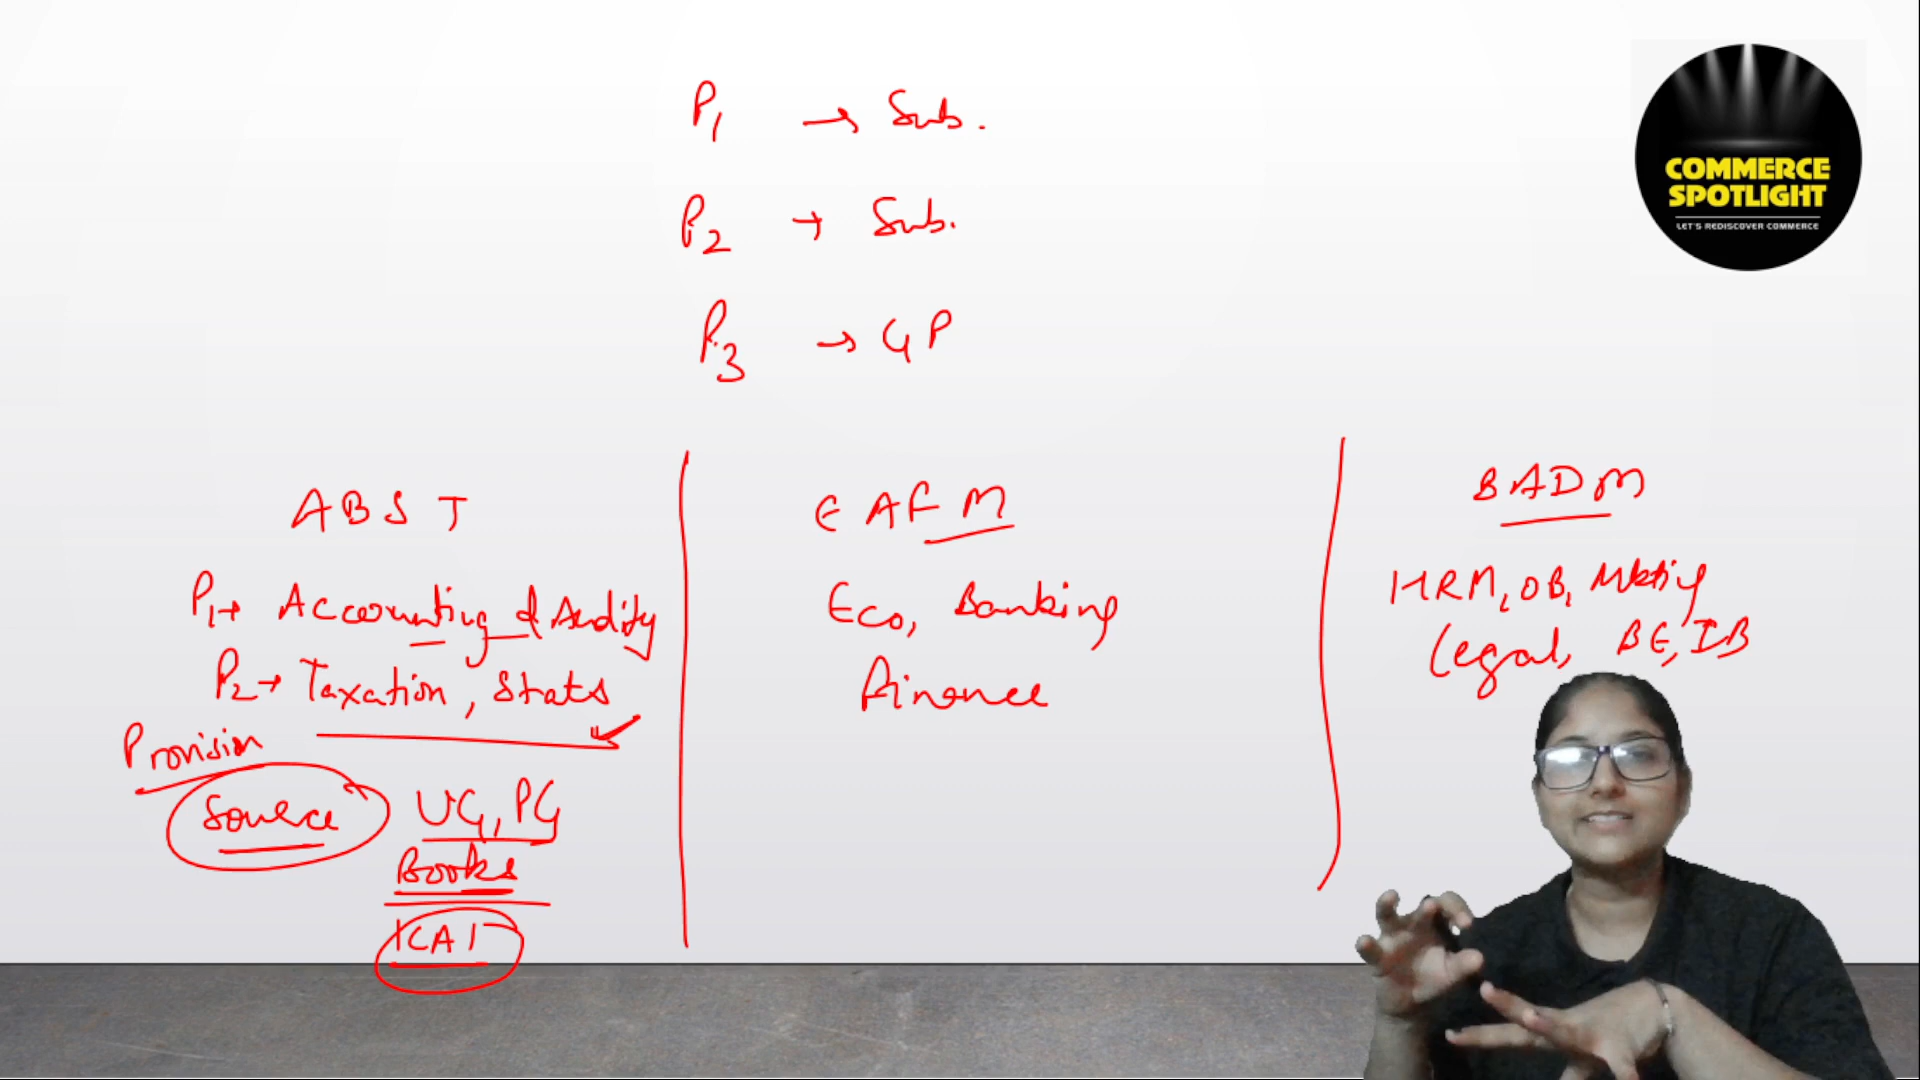 P1 → Sub.
P2 → Sub.
P3 → GP
COMMERCE
SPOTLIGHT
LET'S REDISCOVER COMMERCE
ABST
P1→ Accounting & Auditing
P2→ Taxation, Stats
Provision
Source
UG, PG
Books
ICAI
EAFM
Eco, Banking
Finance
BADM
HRM, OB, Mkting
Legal, BE, IB